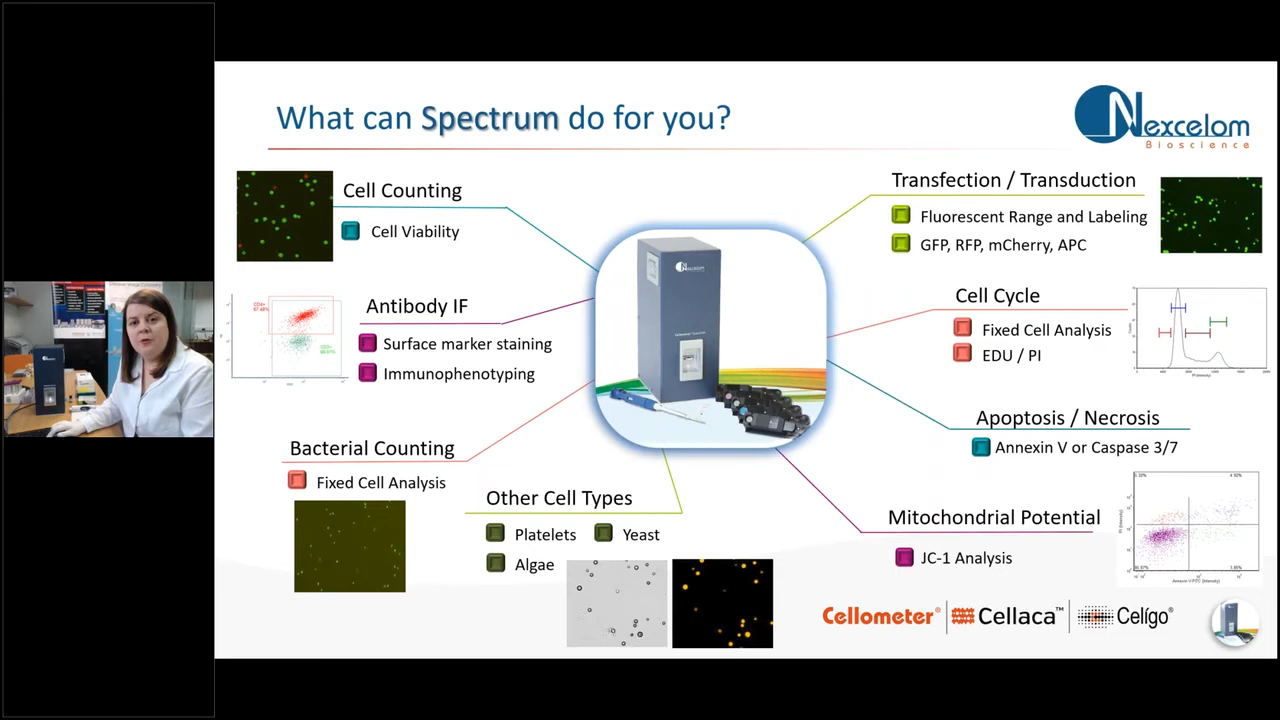 What can Spectrum do for you?
Nexcelom
Bioscience
Cell Counting
Cell Viability
Antibody IF
Surface marker staining
Immunophenotyping
Bacterial Counting
Fixed Cell Analysis
Other Cell Types
Platelets
Yeast
Algae
Transfection / Transduction
Fluorescent Range and Labeling
GFP, RFP, mCherry, APC
Cell Cycle
Fixed Cell Analysis
EDU / PI
Apoptosis / Necrosis
Annexin V or Caspase 3/7
Mitochondrial Potential
JC-1 Analysis
Nexcelom
Cellometer®
Cellaca™
Celígo®